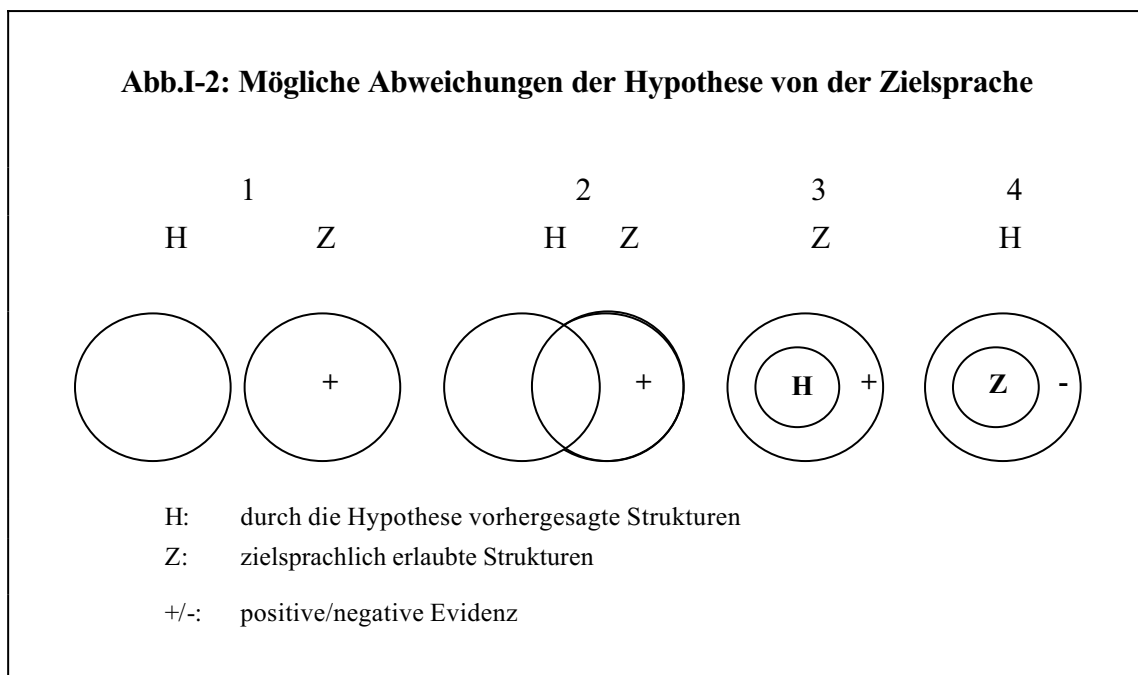 Abb.I-2: Mögliche Abweichungen der Hypothese von der Zielsprache
1 2 3 4
H Z H Z Z H
+ + H + Z -
H: durch die Hypothese vorhergesagte Strukturen
Z: zielsprachlich erlaubte Strukturen
+/-: positive/negative Evidenz